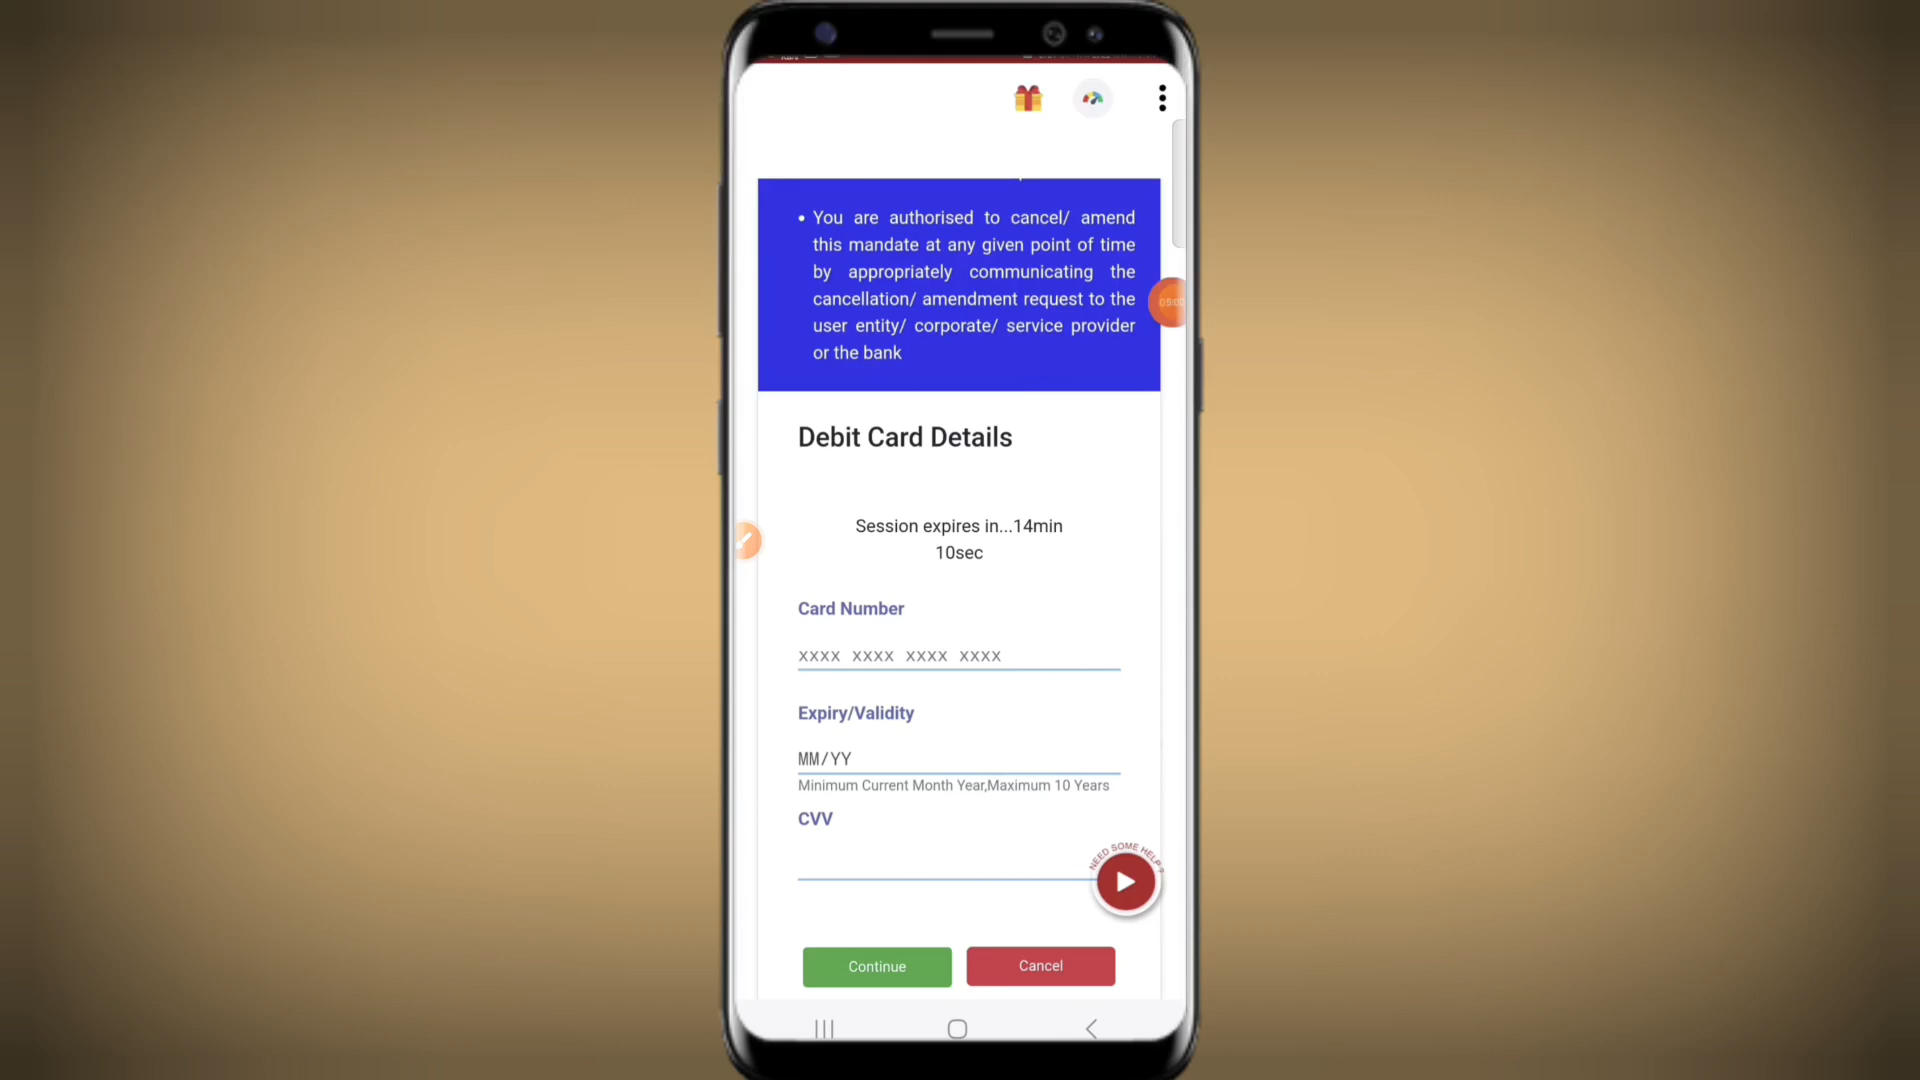 • You are authorised to cancel/ amend
this mandate at any given point of time
by appropriately communicating the
cancellation/ amendment request to the
user entity/ corporate/ service provider
or the bank
05:00
Debit Card Details
Session expires in...14min
10sec
Card Number
xxxx xxxx xxxx xxxx
Expiry/Validity
MM/YY
Minimum Current Month Year,Maximum 10 Years
CVV
NEED SOME HELP?
Continue
Cancel